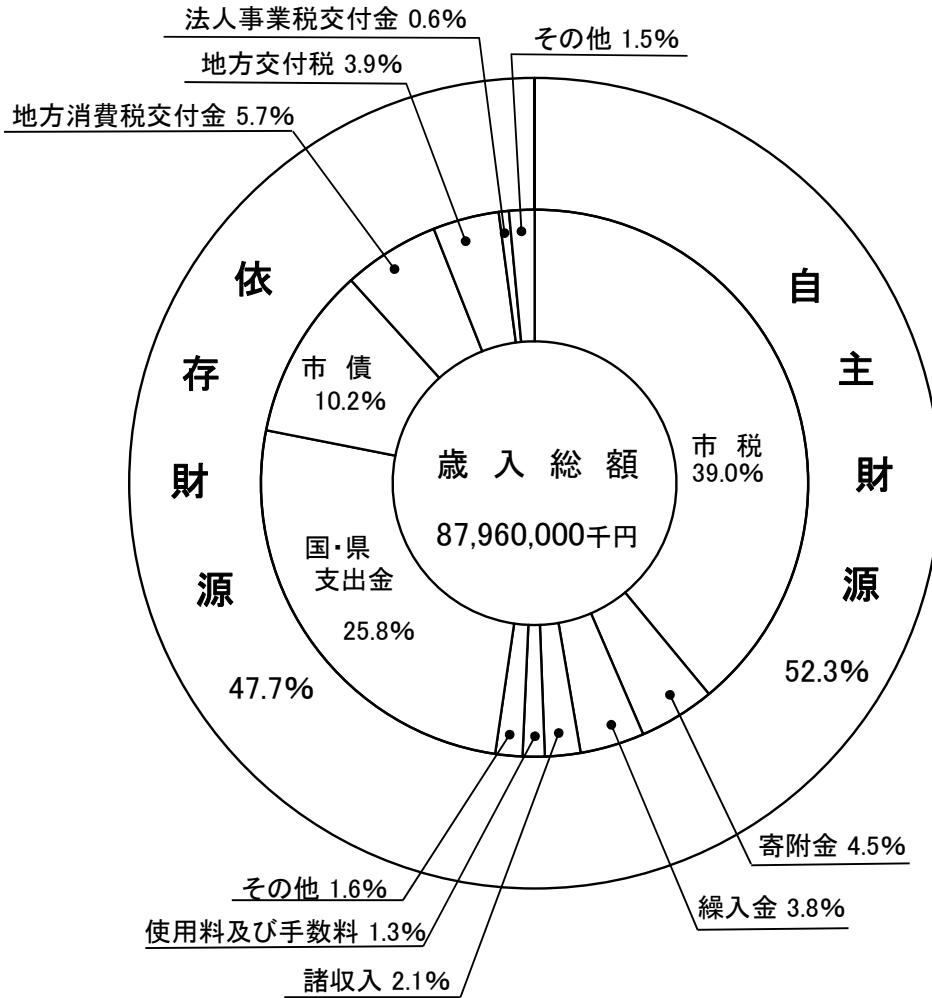 法人事業税交付金 0.6%
その他 1.5%
地方交付税 3.9%
地方消費税交付金 5.7%
依存財源
47.7%
自主財源
52.3%
市 債
10.2%
市 税
39.0%
歳入総額
87,960,000千円
国・県
支出金
25.8%
寄附金 4.5%
繰入金 3.8%
その他 1.6%
使用料及び手数料 1.3%
諸収入 2.1%